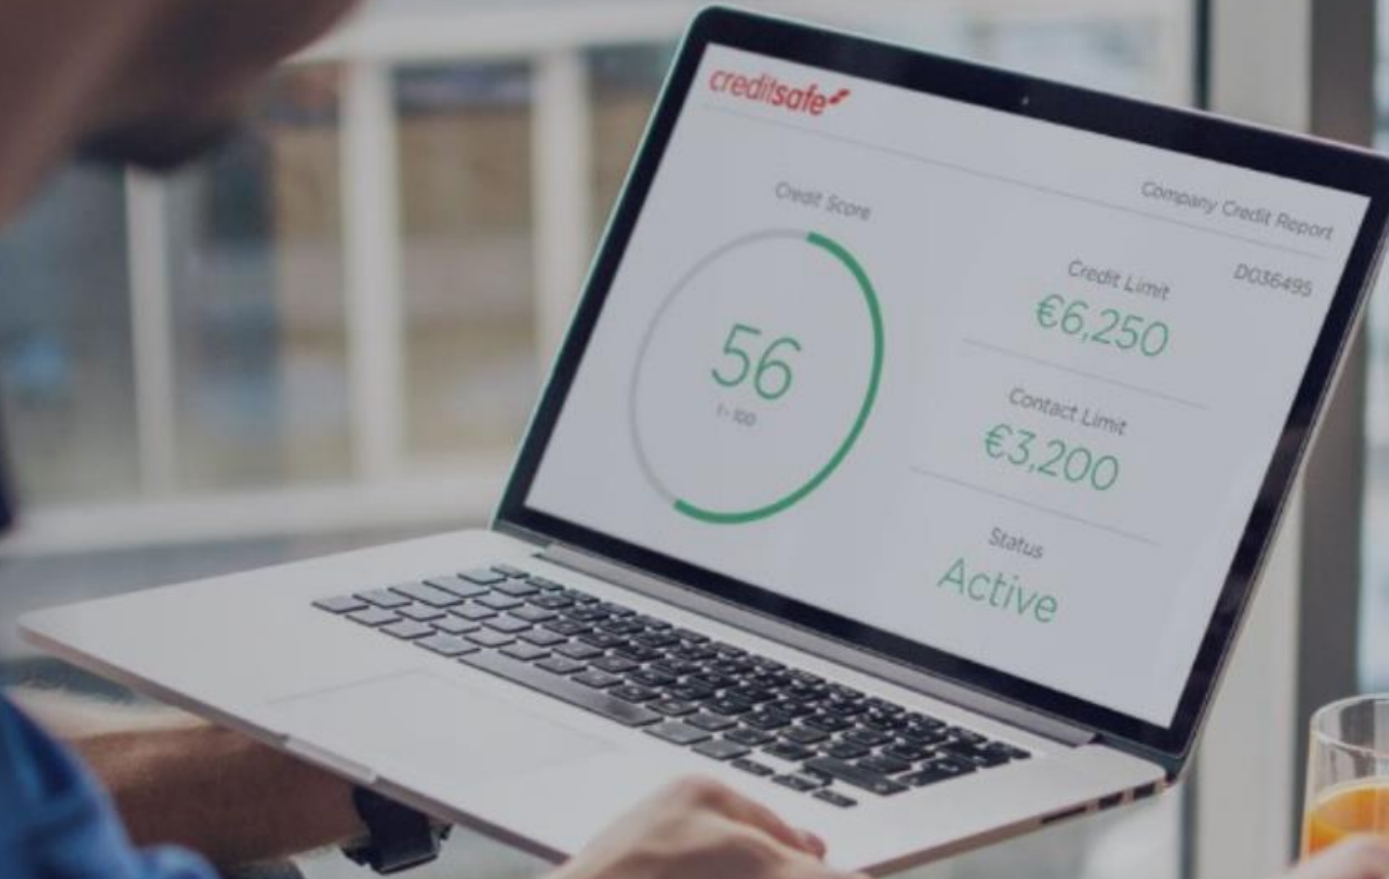 creditsafe
Company Credit Report
D036495
Credit Score
56
1 - 100
Credit Limit
€6,250
Contact Limit
€3,200
Status
Active